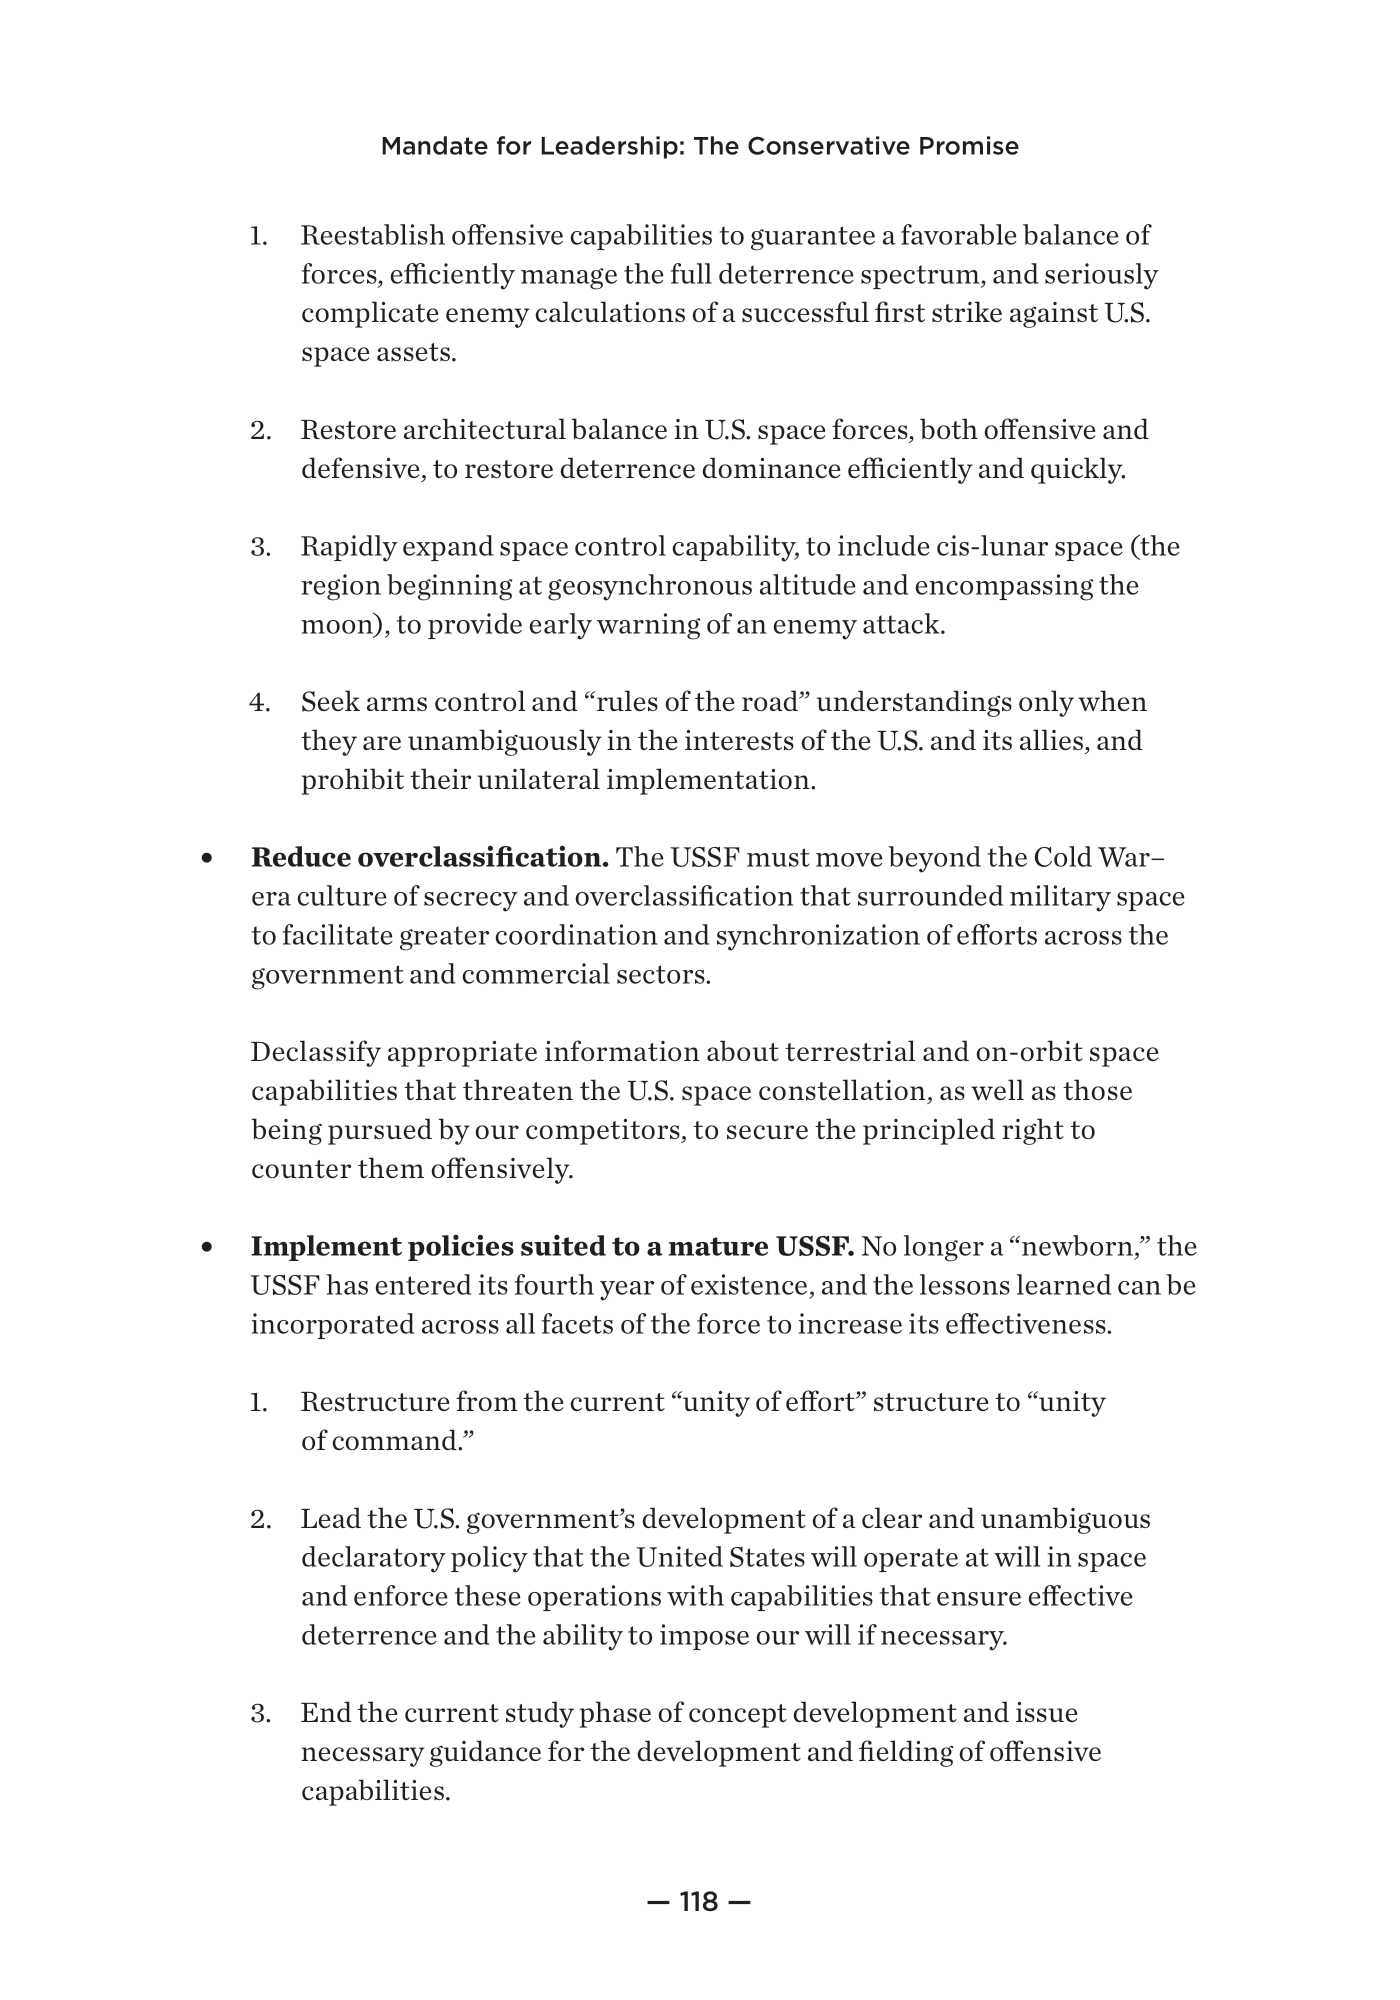 Mandate for Leadership: The Conservative Promise
1. Reestablish offensive capabilities to guarantee a favorable balance of
forces, efficiently manage the full deterrence spectrum, and seriously
complicate enemy calculations of a successful first strike against U.S.
space assets.
2. Restore architectural balance in U.S. space forces, both offensive and
defensive, to restore deterrence dominance efficiently and quickly.
3. Rapidly expand space control capability, to include cis-lunar space (the
region beginning at geosynchronous altitude and encompassing the
moon), to provide early warning of an enemy attack.
4. Seek arms control and “rules of the road” understandings only when
they are unambiguously in the interests of the U.S. and its allies, and
prohibit their unilateral implementation.
• Reduce overclassification. The USSF must move beyond the Cold War–
era culture of secrecy and overclassification that surrounded military space
to facilitate greater coordination and synchronization of efforts across the
government and commercial sectors.
Declassify appropriate information about terrestrial and on-orbit space
capabilities that threaten the U.S. space constellation, as well as those
being pursued by our competitors, to secure the principled right to
counter them offensively.
• Implement policies suited to a mature USSF. No longer a “newborn,” the
USSF has entered its fourth year of existence, and the lessons learned can be
incorporated across all facets of the force to increase its effectiveness.
1. Restructure from the current “unity of effort” structure to “unity
of command.”
2. Lead the U.S. government’s development of a clear and unambiguous
declaratory policy that the United States will operate at will in space
and enforce these operations with capabilities that ensure effective
deterrence and the ability to impose our will if necessary.
3. End the current study phase of concept development and issue
necessary guidance for the development and fielding of offensive
capabilities.
— 118 —